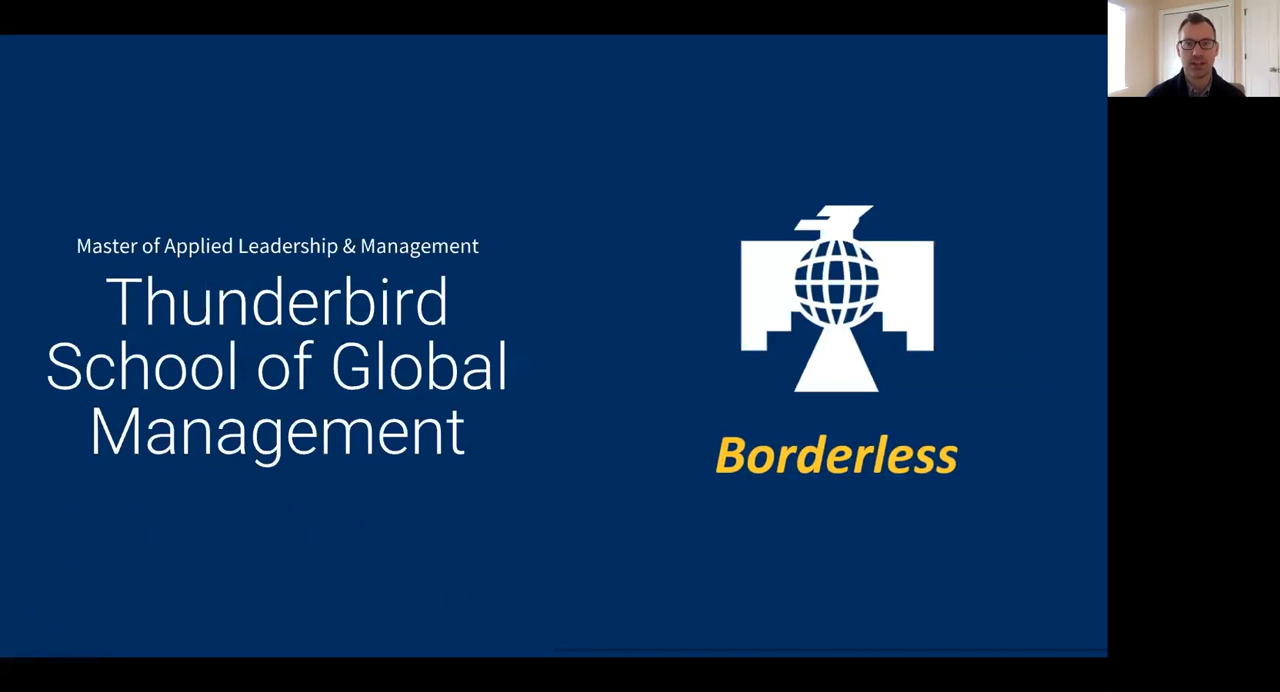 Master of Applied Leadership & Management
Thunderbird
School of Global
Management
Borderless